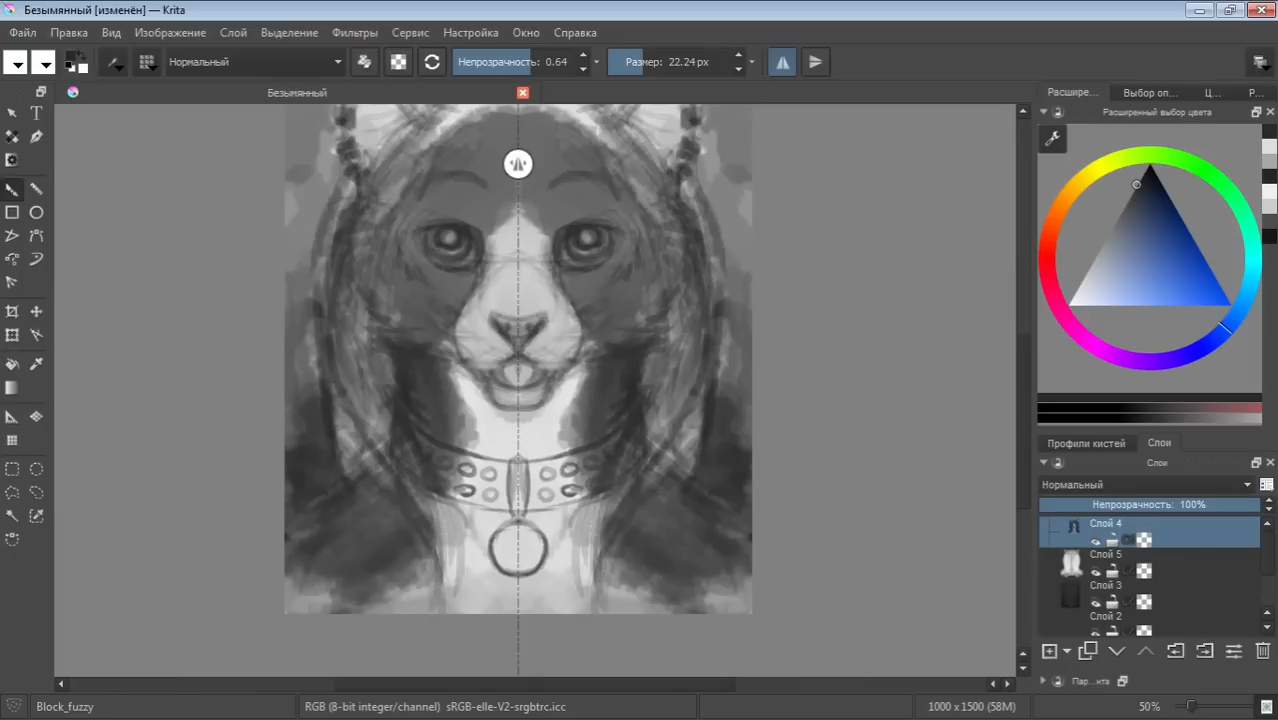 Безымянный [изменён] — Krita
Файл Правка Вид Изображение Слой Выделение Фильтры Сервис Настройка Окно Справка
Нормальный Непрозрачность: 0.64 Размер: 22.24 px
Безымянный
Расшире... Выбор оп... Ц... Р...
Расширенный выбор цвета
Профили кистей Слои
Слои
Нормальный
Непрозрачность: 100%
Слой 4
Слой 5
Слой 3
Слой 2
Пар...нта
Block_fuzzy RGB (8-bit integer/channel) sRGB-elle-V2-srgbtrc.icc 1000 x 1500 (58M) 50%